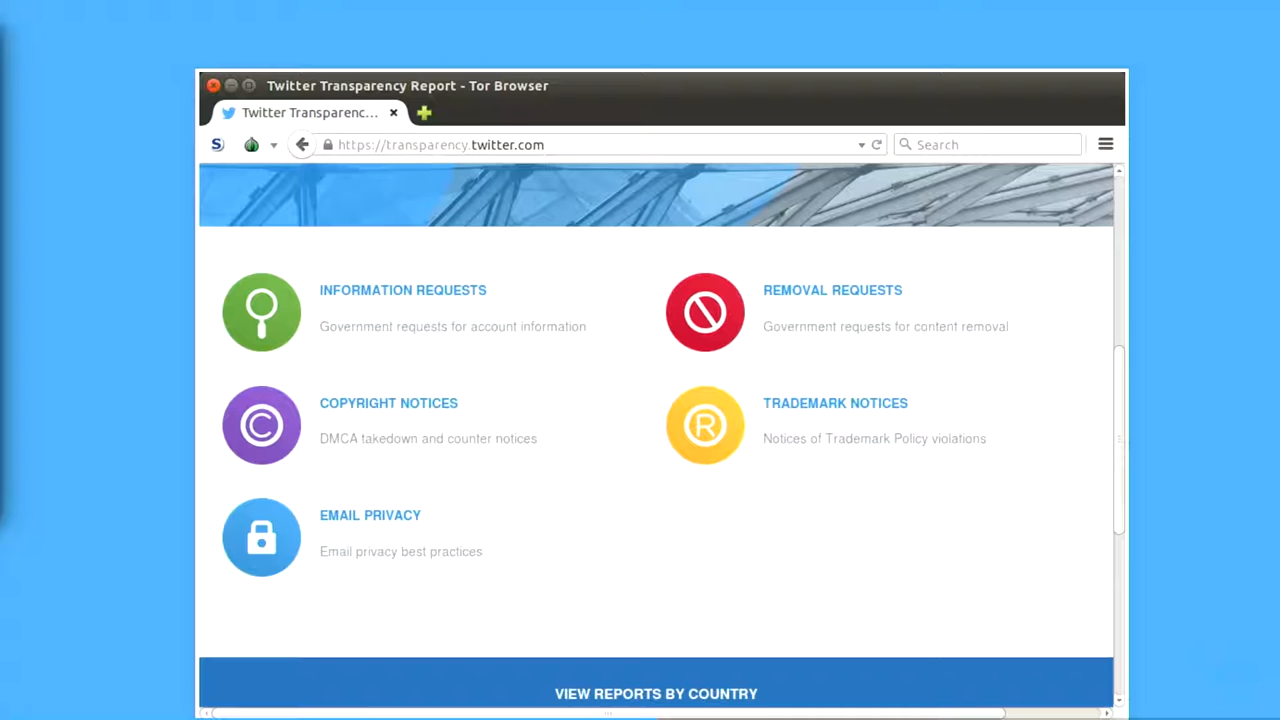 Twitter Transparency Report - Tor Browser
Twitter Transparenc...
https://transparency.twitter.com
Search
INFORMATION REQUESTS
Government requests for account information
REMOVAL REQUESTS
Government requests for content removal
COPYRIGHT NOTICES
DMCA takedown and counter notices
TRADEMARK NOTICES
Notices of Trademark Policy violations
EMAIL PRIVACY
Email privacy best practices
VIEW REPORTS BY COUNTRY